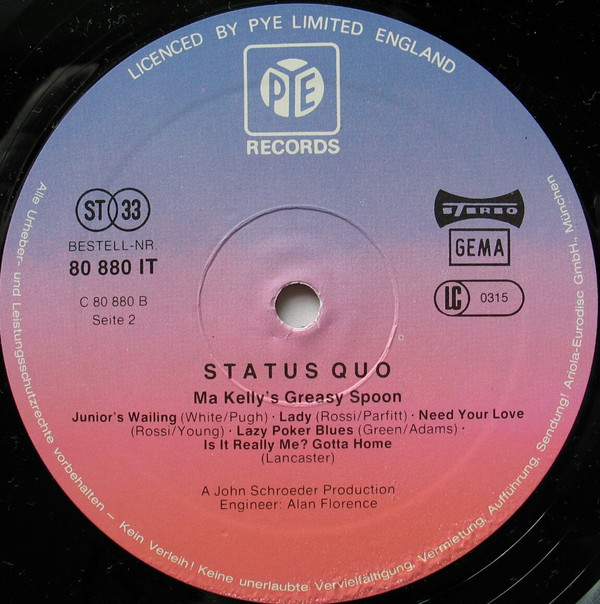 LICENCED BY PYE LIMITED ENGLAND
PYE
RECORDS
ST 33
BESTELL-NR.
80 880 IT
C 80 880 B
Seite 2
STEREO
GEMA
LC 0315
STATUS QUO
Ma Kelly's Greasy Spoon
Junior's Wailing (White/Pugh) · Lady (Rossi/Parfitt) · Need Your Love
(Rossi/Young) · Lazy Poker Blues (Green/Adams) ·
Is It Really Me? Gotta Home
(Lancaster)
A John Schroeder Production
Engineer: Alan Florence
Alle Urheber- und Leistungsschutzrechte vorbehalten – Kein Verleih! Keine unerlaubte Vervielfältigung, Vermietung, Aufführung, Sendung! Ariola-Eurodisc GmbH., München